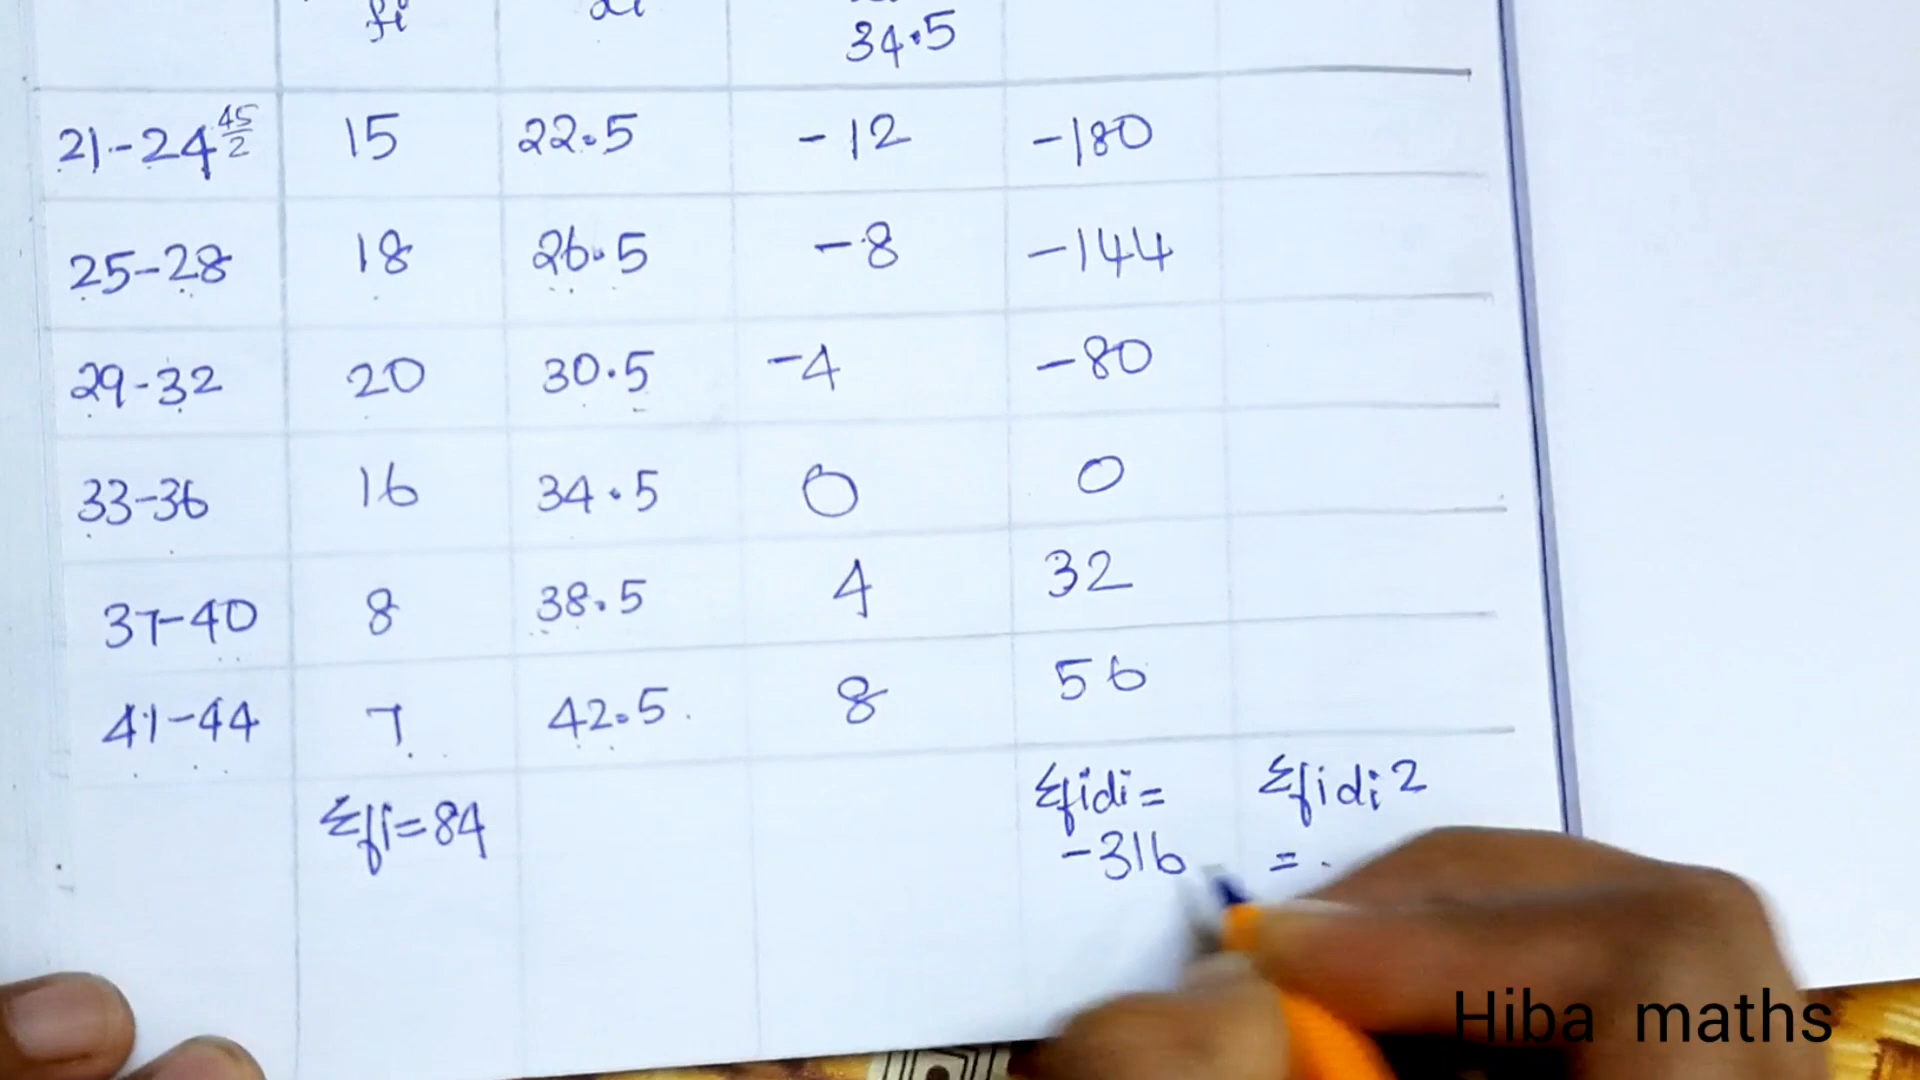 fi
34.5
21-24 45/2 15 22.5 -12 -180
25-28 18 26.5 -8 -144
29-32 20 30.5 -4 -80
33-36 16 34.5 0 0
37-40 8 38.5 4 32
41-44 7 42.5 8 56
Σfi=84 Σfidi= Σfidi2
-316 =
Hiba maths